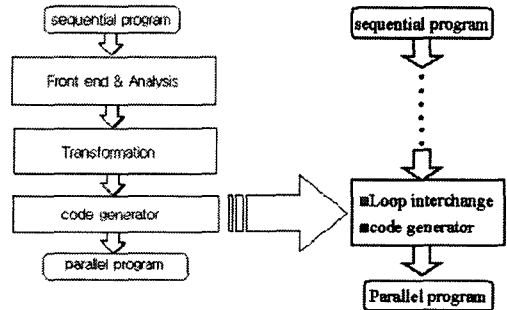 sequential program
Front end & Analysis
Transformation
code generator
parallel program
sequential program
■Loop interchange
■code generator
Parallel program